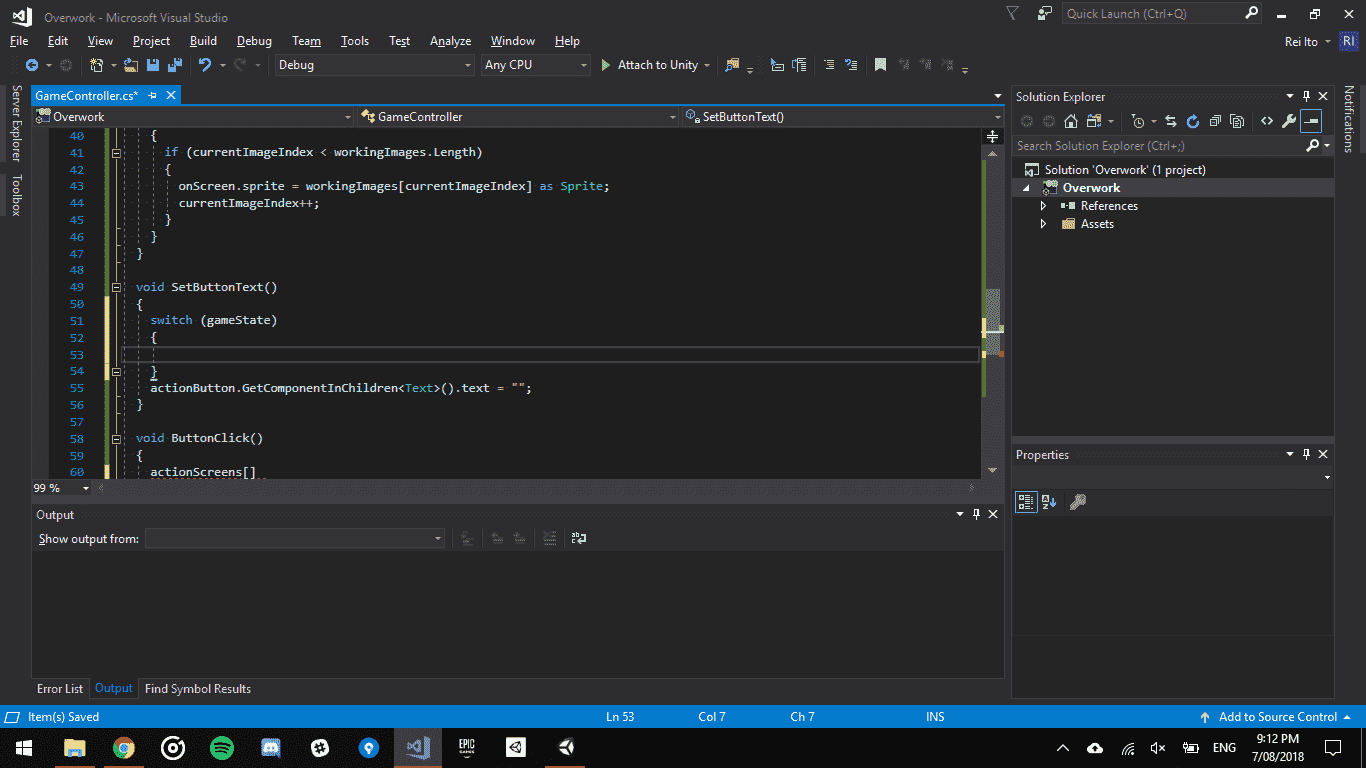 Overwork - Microsoft Visual Studio
Quick Launch (Ctrl+Q)
File Edit View Project Build Debug Team Tools Test Analyze Window Help
Rei Ito RI
Debug Any CPU Attach to Unity
Server Explorer
Toolbox
GameController.cs*
Overwork GameController SetButtonText()
40 {
41 if (currentImageIndex < workingImages.Length)
42 {
43 onScreen.sprite = workingImages[currentImageIndex] as Sprite;
44 currentImageIndex++;
45 }
46 }
47 }
48
49 void SetButtonText()
50 {
51 switch (gameState)
52 {
53
54 }
55 actionButton.GetComponentInChildren<Text>().text = "";
56 }
57
58 void ButtonClick()
59 {
60 actionScreens[]
99 %
Output
Show output from:
Error List Output Find Symbol Results
Solution Explorer
Search Solution Explorer (Ctrl+;)
Solution 'Overwork' (1 project)
Overwork
References
Assets
Properties
Notifications
Item(s) Saved Ln 53 Col 7 Ch 7 INS Add to Source Control
EPIC GAMES
ENG
9:12 PM
7/08/2018